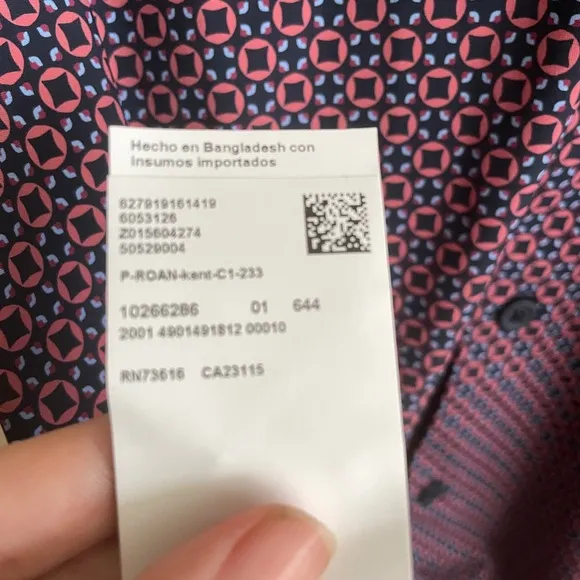 Hecho en Bangladesh con
insumos importados
627919161419
6053126
Z015604274
50529004
P-ROAN-kent-C1-233
10266286 01 644
2001 4901491812 00010
RN73616 CA23115